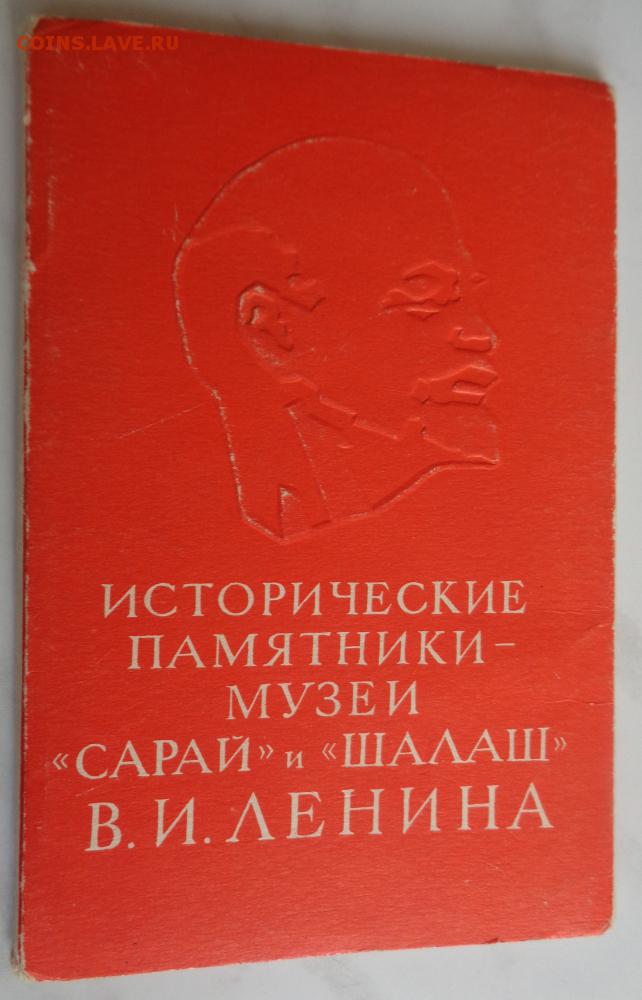 COINS.LAVE.RU
ИСТОРИЧЕСКИЕ
ПАМЯТНИКИ-
МУЗЕИ
«САРАЙ» и «ШАЛАШ»
В. И. ЛЕНИНА